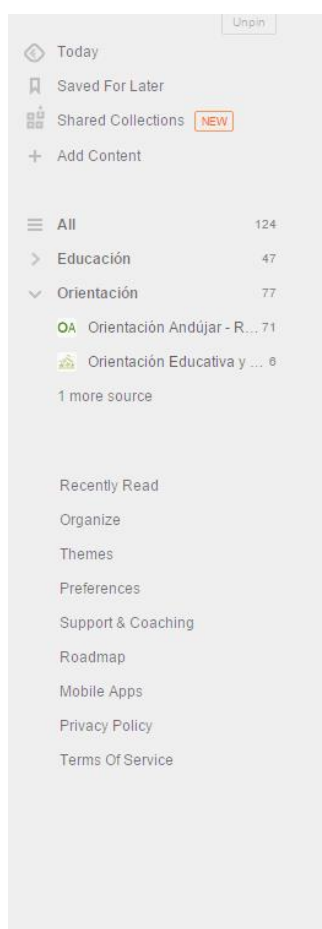 Unpin
Today
Saved For Later
Shared Collections NEW
Add Content
All 124
Educación 47
Orientación 77
OA Orientación Andújar - R... 71
Orientación Educativa y ... 6
1 more source
Recently Read
Organize
Themes
Preferences
Support & Coaching
Roadmap
Mobile Apps
Privacy Policy
Terms Of Service